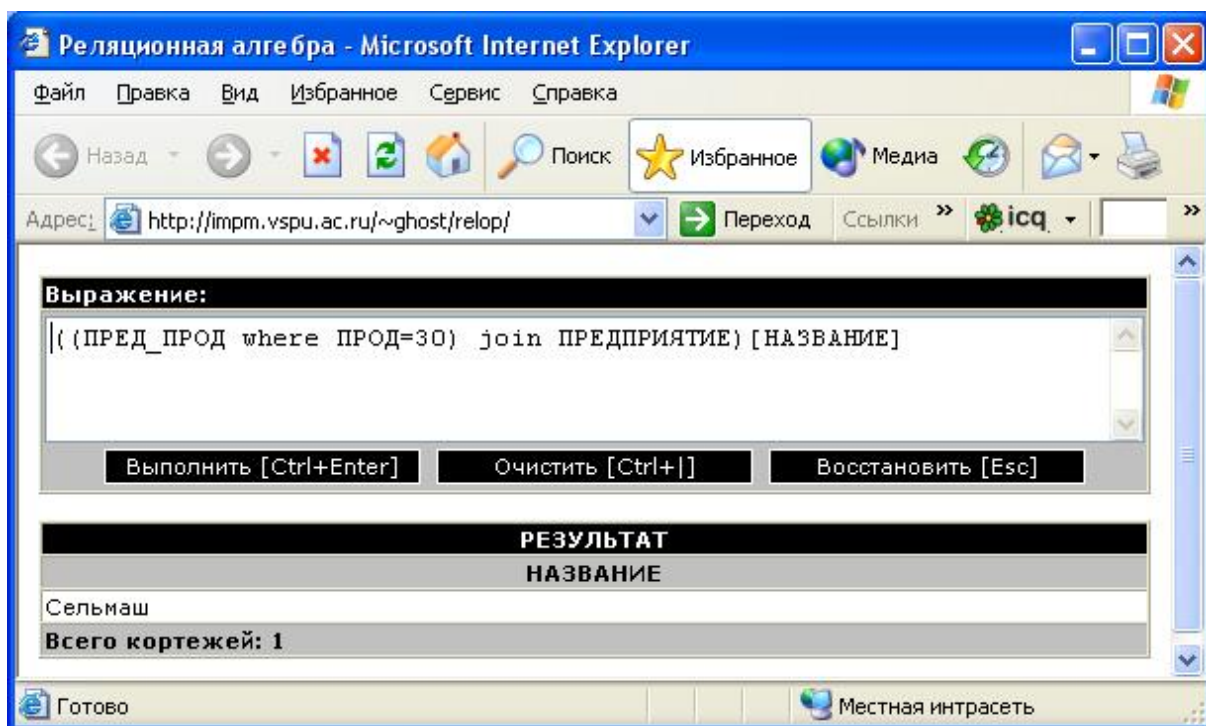 Реляционная алгебра - Microsoft Internet Explorer
Файл Правка Вид Избранное Сервис Справка
Назад Поиск Избранное Медиа
Адрес: http://impm.vspu.ac.ru/~ghost/relop/ Переход Ссылки » icq »
Выражение:
((ПРЕД_ПРОД where ПРОД=30) join ПРЕДПРИЯТИЕ)[НАЗВАНИЕ]
Выполнить [Ctrl+Enter] Очистить [Ctrl+|] Восстановить [Esc]
РЕЗУЛЬТАТ
НАЗВАНИЕ
Сельмаш
Всего кортежей: 1
Готово Местная интрасеть